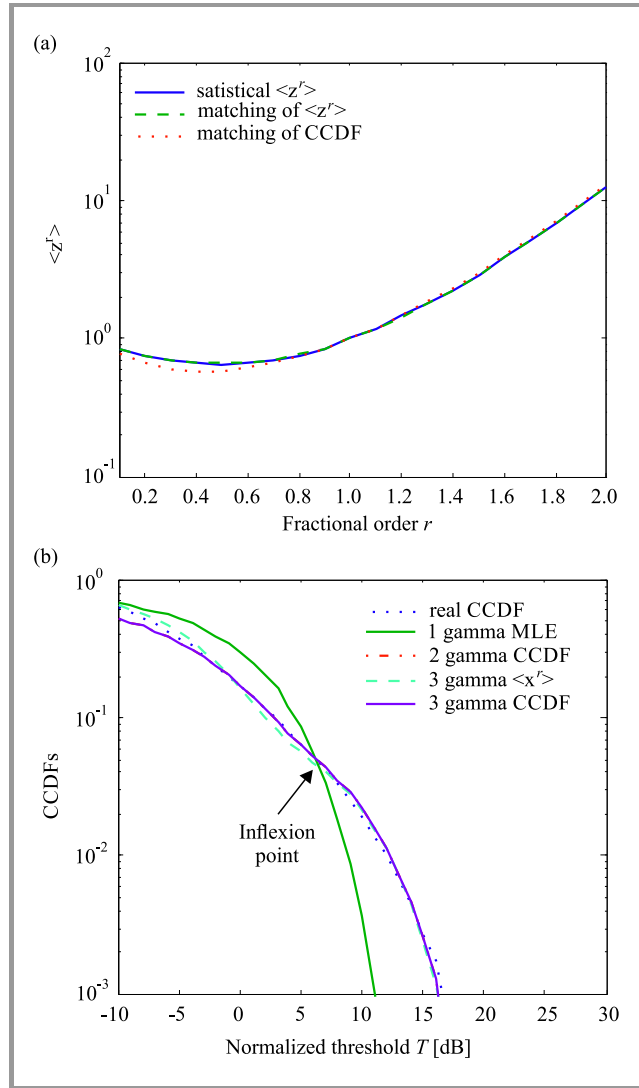 (a)
10^2
satistical <z^r>
matching of <z^r>
matching of CCDF
10^1
<z^r>
10^0
10^-1
0.2 0.4 0.6 0.8 1.0 1.2 1.4 1.6 1.8 2.0
Fractional order r
(b)
10^0
real CCDF
1 gamma MLE
2 gamma CCDF
3 gamma <x^r>
3 gamma CCDF
10^-1
CCDFs
Inflexion
point
10^-2
10^-3
-10 -5 0 5 10 15 20 25 30
Normalized threshold T [dB]